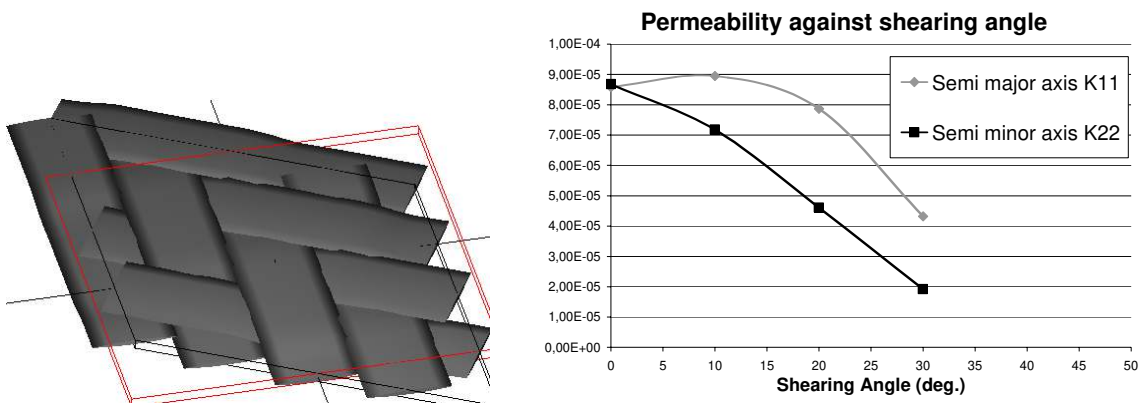 Permeability against shearing angle
1,00E-04
9,00E-05
8,00E-05
7,00E-05
6,00E-05
5,00E-05
4,00E-05
3,00E-05
2,00E-05
1,00E-05
0,00E+00
Semi major axis K11
Semi minor axis K22
0 5 10 15 20 25 30 35 40 45 50
Shearing Angle (deg.)